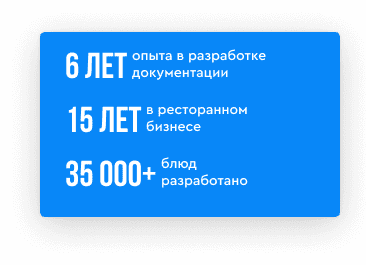 6 ЛЕТ опыта в разработке
документации
15 ЛЕТ в ресторанном
бизнесе
35 000+ блюд
разработано